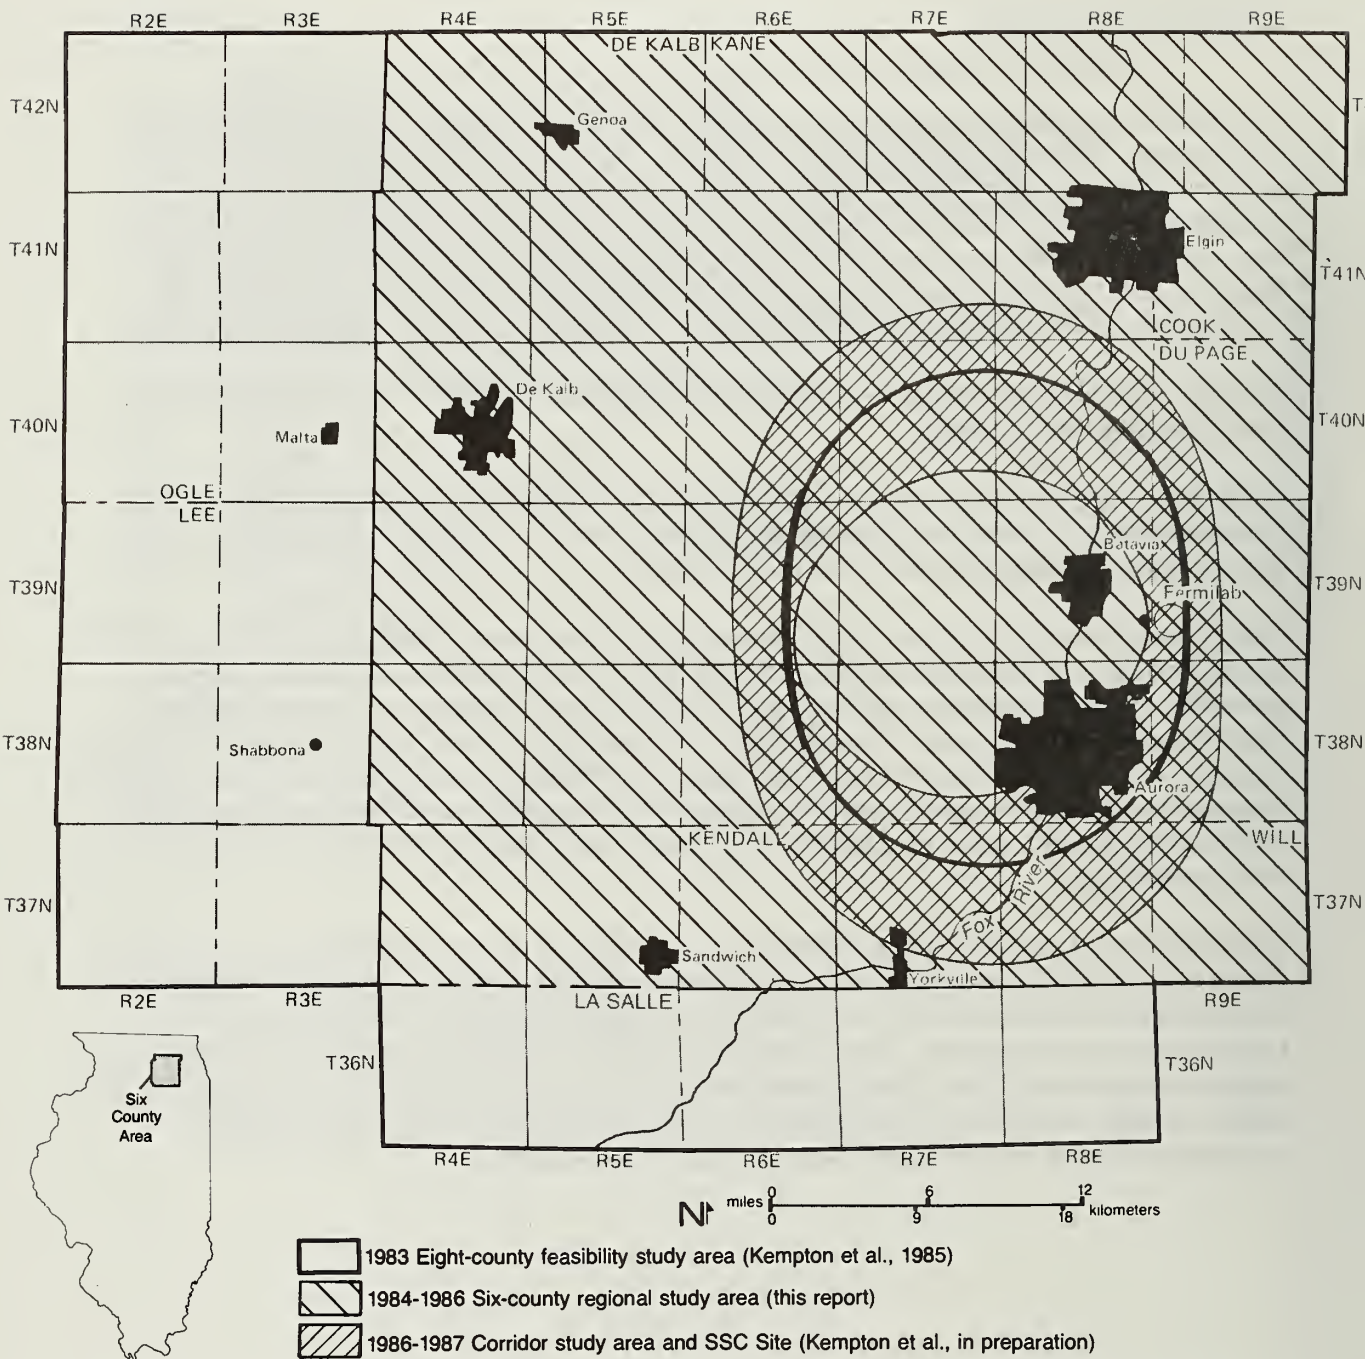 R2E R3E R4E R5E R6E R7E R8E R9E
DE KALB KANE
T42N
T
Genoa
T41N
Elgin
T41N
COOK
DU PAGE
De Kalb
T40N
Malta
T40N
OGLE
LEE
Batavia
T39N
Fermilab
T39N
T38N
Shabbona
T38N
Aurora
KENDALL
WILL
T37N
Fox River
T37N
Sandwich
Yorkville
R2E R3E
LA SALLE
R9E
T36N
T36N
Six
County
Area
R4E R5E R6E R7E R8E
N
miles 0 6 12
0 9 18 kilometers
1983 Eight-county feasibility study area (Kempton et al., 1985)
1984-1986 Six-county regional study area (this report)
1986-1987 Corridor study area and SSC Site (Kempton et al., in preparation)